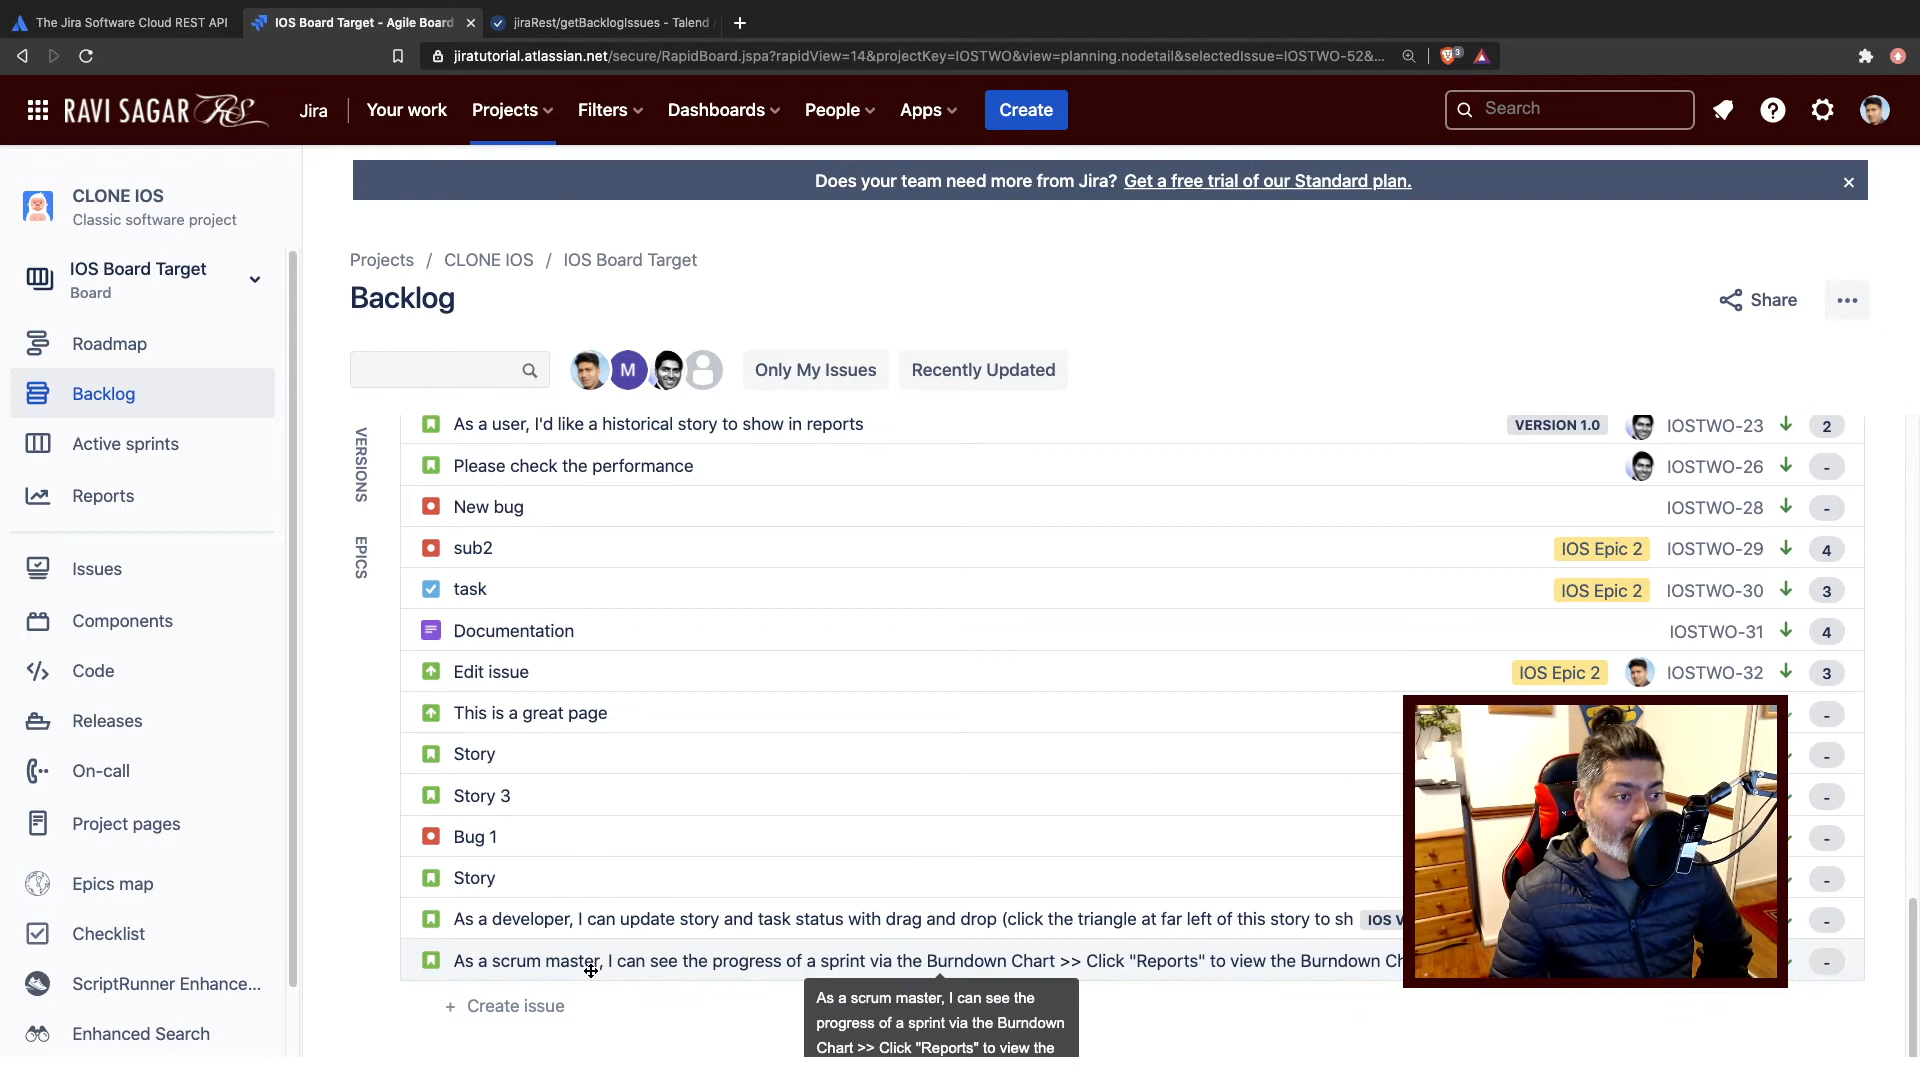 The Jira Software Cloud REST API
IOS Board Target - Agile Board
jiraRest/getBacklogIssues - Talend
jiratutorial.atlassian.net/secure/RapidBoard.jspa?rapidView=14&projectKey=IOSTWO&view=planning.nodetail&selectedIssue=IOSTWO-52&...
3
RAVI SAGAR RS
Jira
Your work
Projects
Filters
Dashboards
People
Apps
Create
Search
Does your team need more from Jira? Get a free trial of our Standard plan.
CLONE IOS
Classic software project
IOS Board Target
Board
Roadmap
Backlog
Active sprints
Reports
Issues
Components
Code
Releases
On-call
Project pages
Epics map
Checklist
ScriptRunner Enhance...
Enhanced Search
Projects / CLONE IOS / IOS Board Target
Backlog
Share
M
Only My Issues
Recently Updated
VERSIONS
EPICS
As a user, I'd like a historical story to show in reports VERSION 1.0 IOSTWO-23 2
Please check the performance IOSTWO-26 -
New bug IOSTWO-28 -
sub2 IOS Epic 2 IOSTWO-29 4
task IOS Epic 2 IOSTWO-30 3
Documentation IOSTWO-31 4
Edit issue IOS Epic 2 IOSTWO-32 3
This is a great page -
Story -
Story 3 -
Bug 1 -
Story -
As a developer, I can update story and task status with drag and drop (click the triangle at far left of this story to sh IOS -
As a scrum master, I can see the progress of a sprint via the Burndown Chart >> Click "Reports" to view the Burndown -
+ Create issue
As a scrum master, I can see the
progress of a sprint via the Burndown
Chart >> Click "Reports" to view the